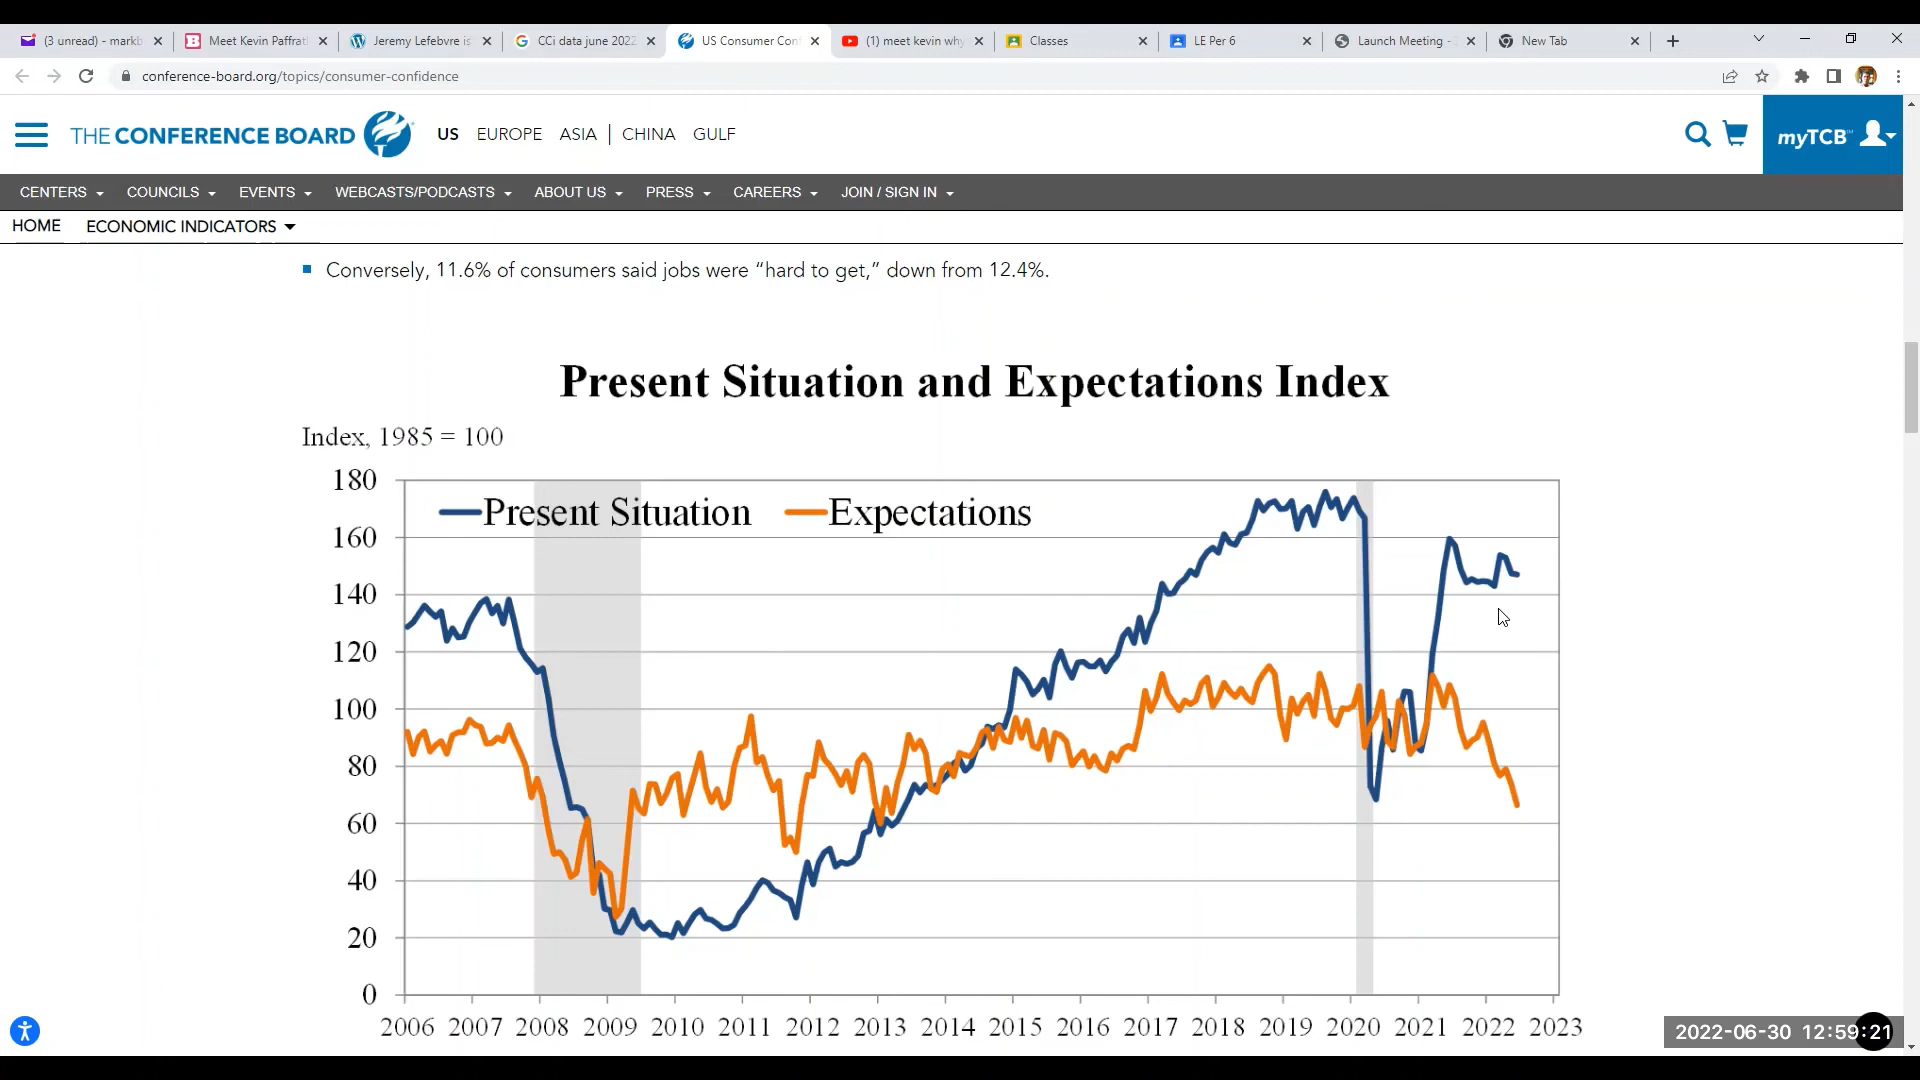 (3 unread) - markb
Meet Kevin Paffrat
Jeremy Lefebvre is
CCi data june 2022
US Consumer Con
(1) meet kevin why
Classes
LE Per 6
Launch Meeting -
New Tab
conference-board.org/topics/consumer-confidence
THE CONFERENCE BOARD
US EUROPE ASIA | CHINA GULF
myTCB
CENTERS COUNCILS EVENTS WEBCASTS/PODCASTS ABOUT US PRESS CAREERS JOIN / SIGN IN
HOME ECONOMIC INDICATORS
Conversely, 11.6% of consumers said jobs were “hard to get,” down from 12.4%.
Present Situation and Expectations Index
Index, 1985 = 100
Present Situation Expectations
180
160
140
120
100
80
60
40
20
0
2006 2007 2008 2009 2010 2011 2012 2013 2014 2015 2016 2017 2018 2019 2020 2021 2022 2023
2022-06-30 12:59:21